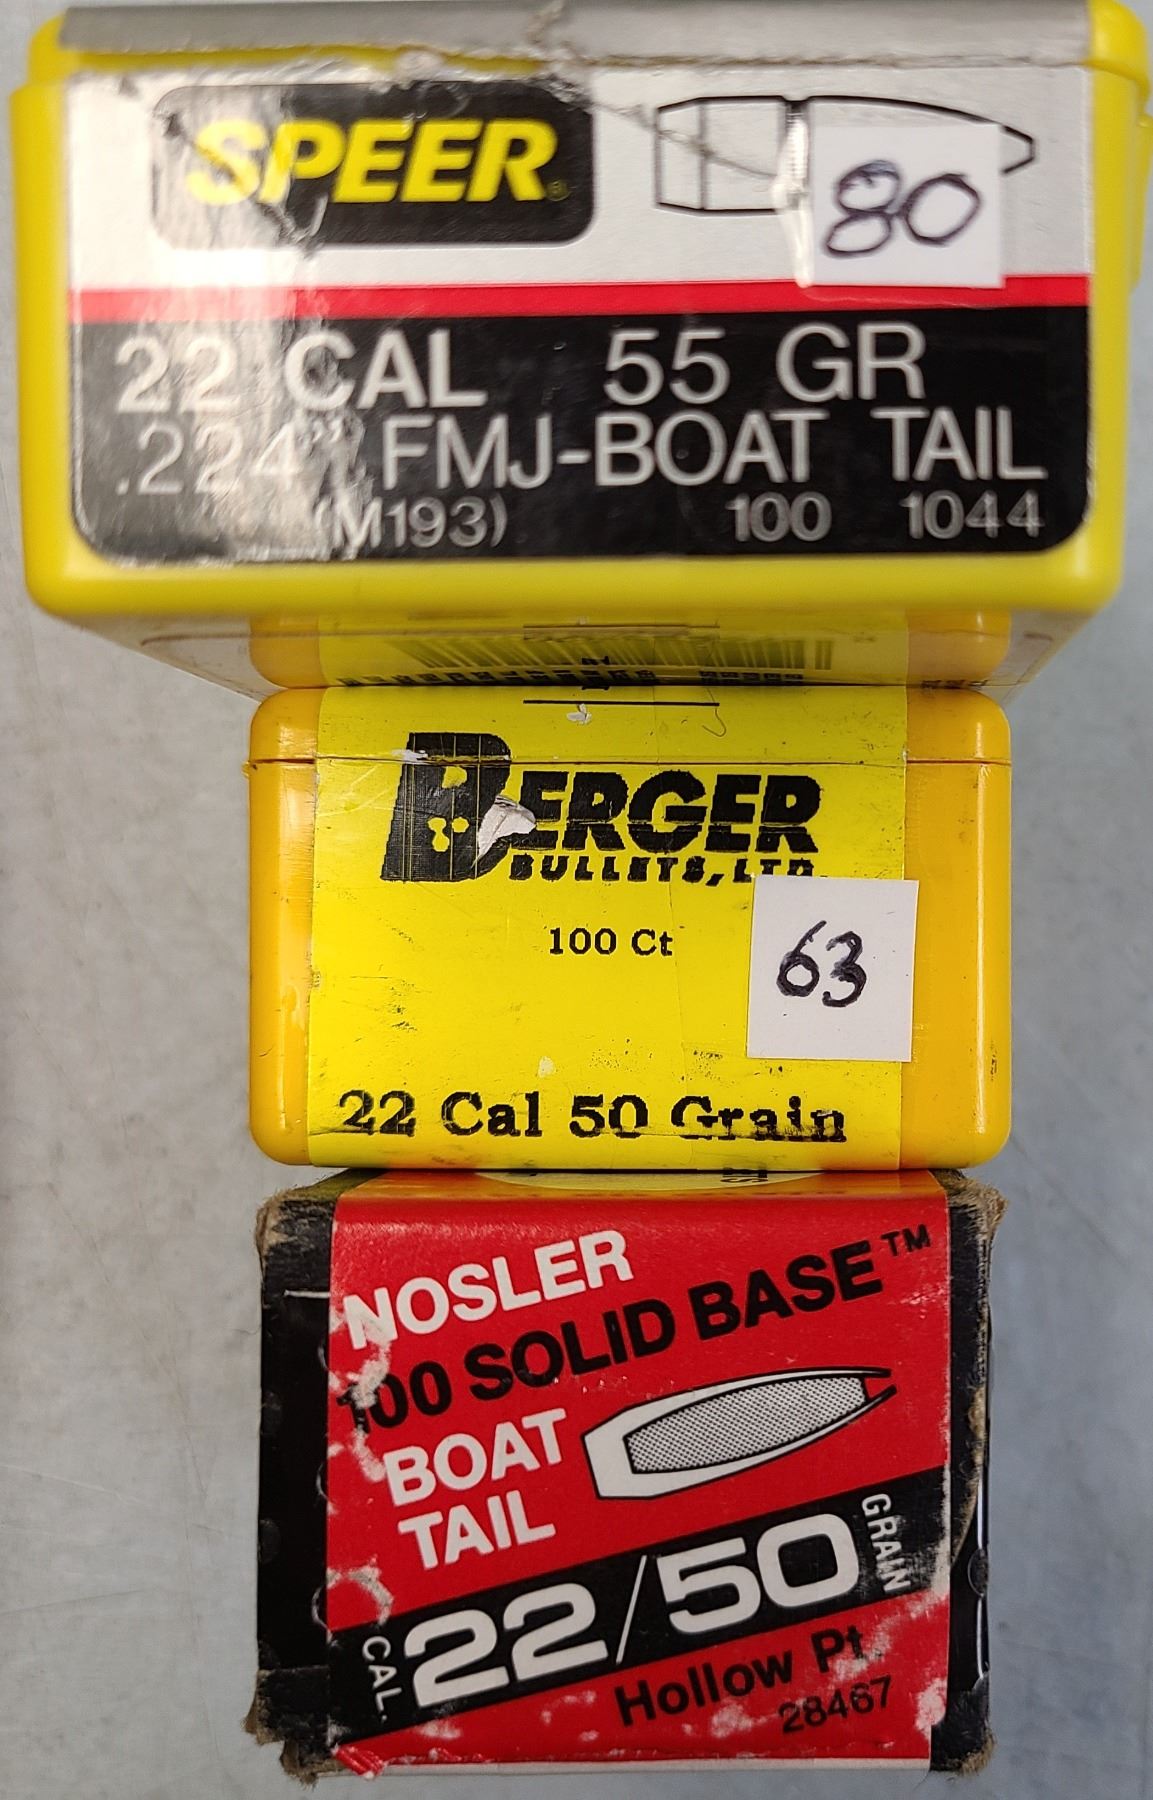 SPEER
80
22 CAL 55 GR
.224" FMJ-BOAT TAIL
(M193) 100 1044
BERGER
BULLETS, LTD.
100 Ct
63
22 Cal 50 Grain
NOSLER
100 SOLID BASE™
BOAT
TAIL
CAL. 22/50 GRAIN
Hollow Pt.
28467